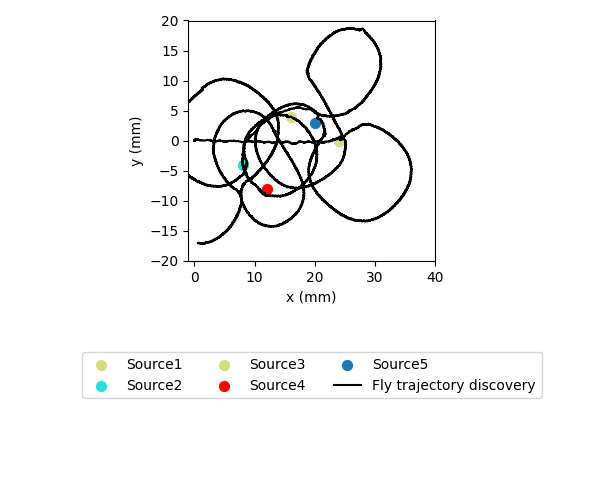 20
15
10
5
0
−5
−10
−15
−20
y (mm)
0 10 20 30 40
x (mm)
Source1 Source3 Source5
Source2 Source4 Fly trajectory discovery